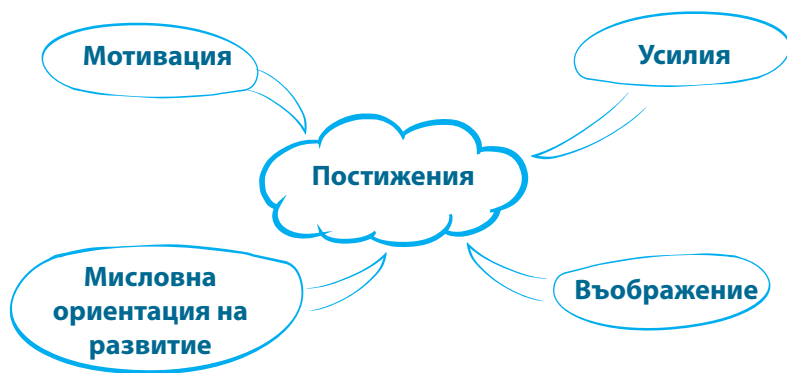 Мотивация
Усилия
Постижения
Мисловна
ориентация на
развитие
Въображение